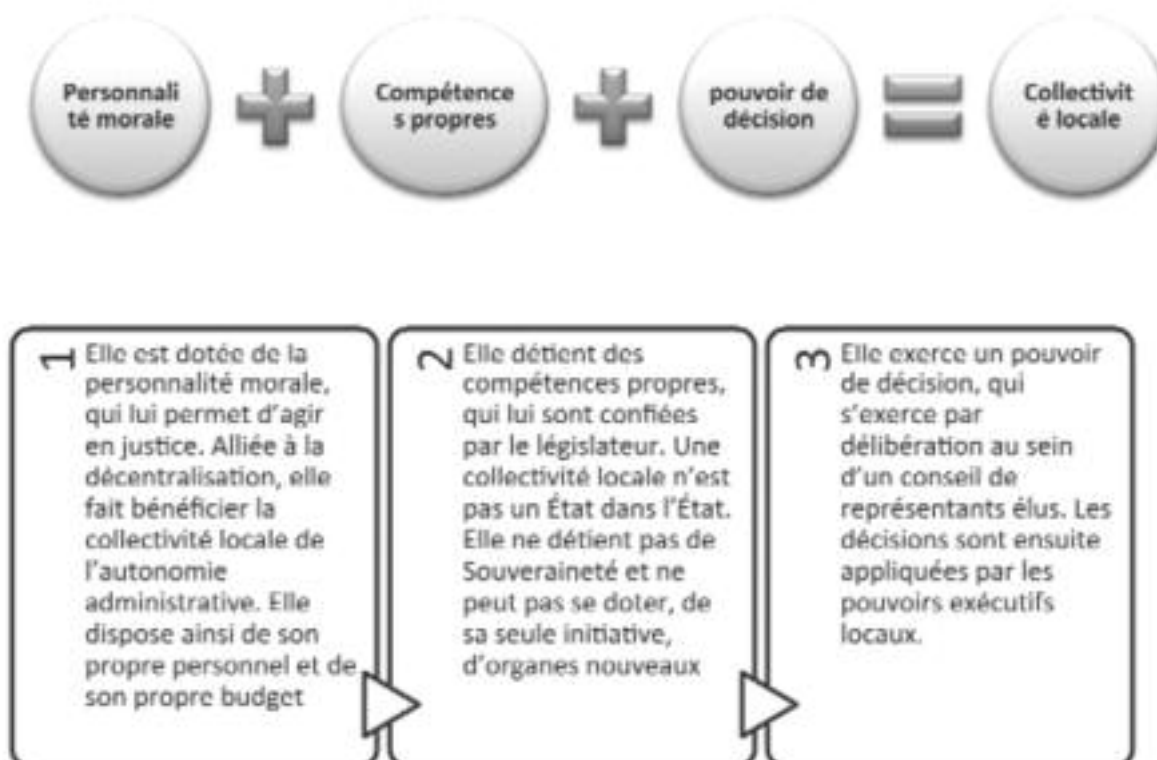 Personnali
té morale
Compétence
s propres
pouvoir de
décision
Collectivit
é locale
1
Elle est dotée de la
personnalité morale,
qui lui permet d'agir
en justice. Alliée à la
décentralisation, elle
fait bénéficier la
collectivité locale de
l'autonomie
administrative. Elle
dispose ainsi de son
propre personnel et de
son propre budget
2
Elle détient des
compétences propres,
qui lui sont confiées
par le législateur. Une
collectivité locale n'est
pas un État dans l'État.
Elle ne détient pas de
Souveraineté et ne
peut pas se doter, de
sa seule initiative,
d'organes nouveaux
3
Elle exerce un pouvoir
de décision, qui
s'exerce par
délibération au sein
d'un conseil de
représentants élus. Les
décisions sont ensuite
appliquées par les
pouvoirs exécutifs
locaux.